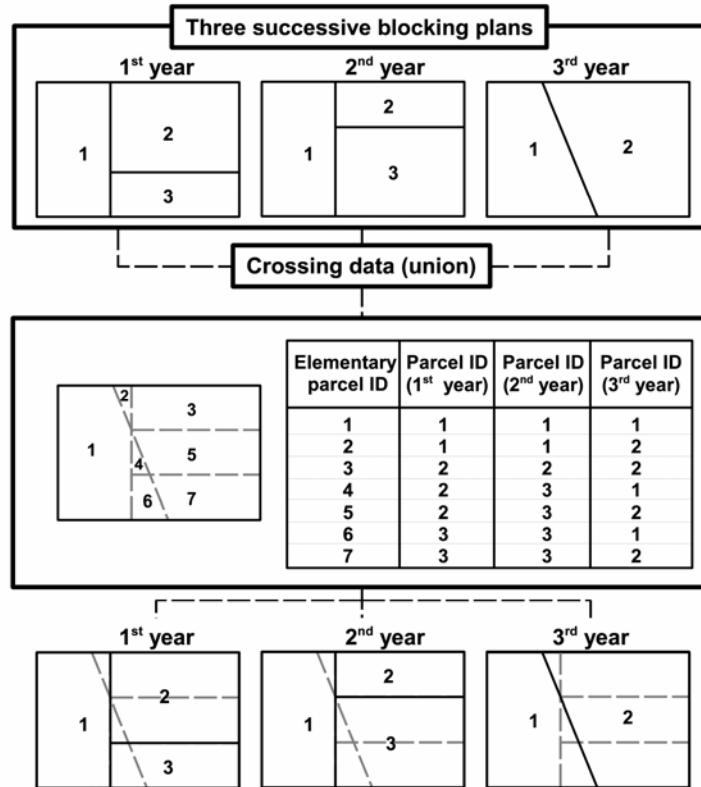 Three successive blocking plans
1st year 2nd year 3rd year
1 2 3 1 2 3 1 2
Crossing data (union)
Elementary parcel ID Parcel ID (1st year) Parcel ID (2nd year) Parcel ID (3rd year)
1 1 1 1
2 1 1 2
3 2 2 2
4 2 3 1
5 2 3 2
6 3 3 1
7 3 3 2
2
3
1
5
4
6 7
1st year 2nd year 3rd year
1 2 3 1 2 3 1 2